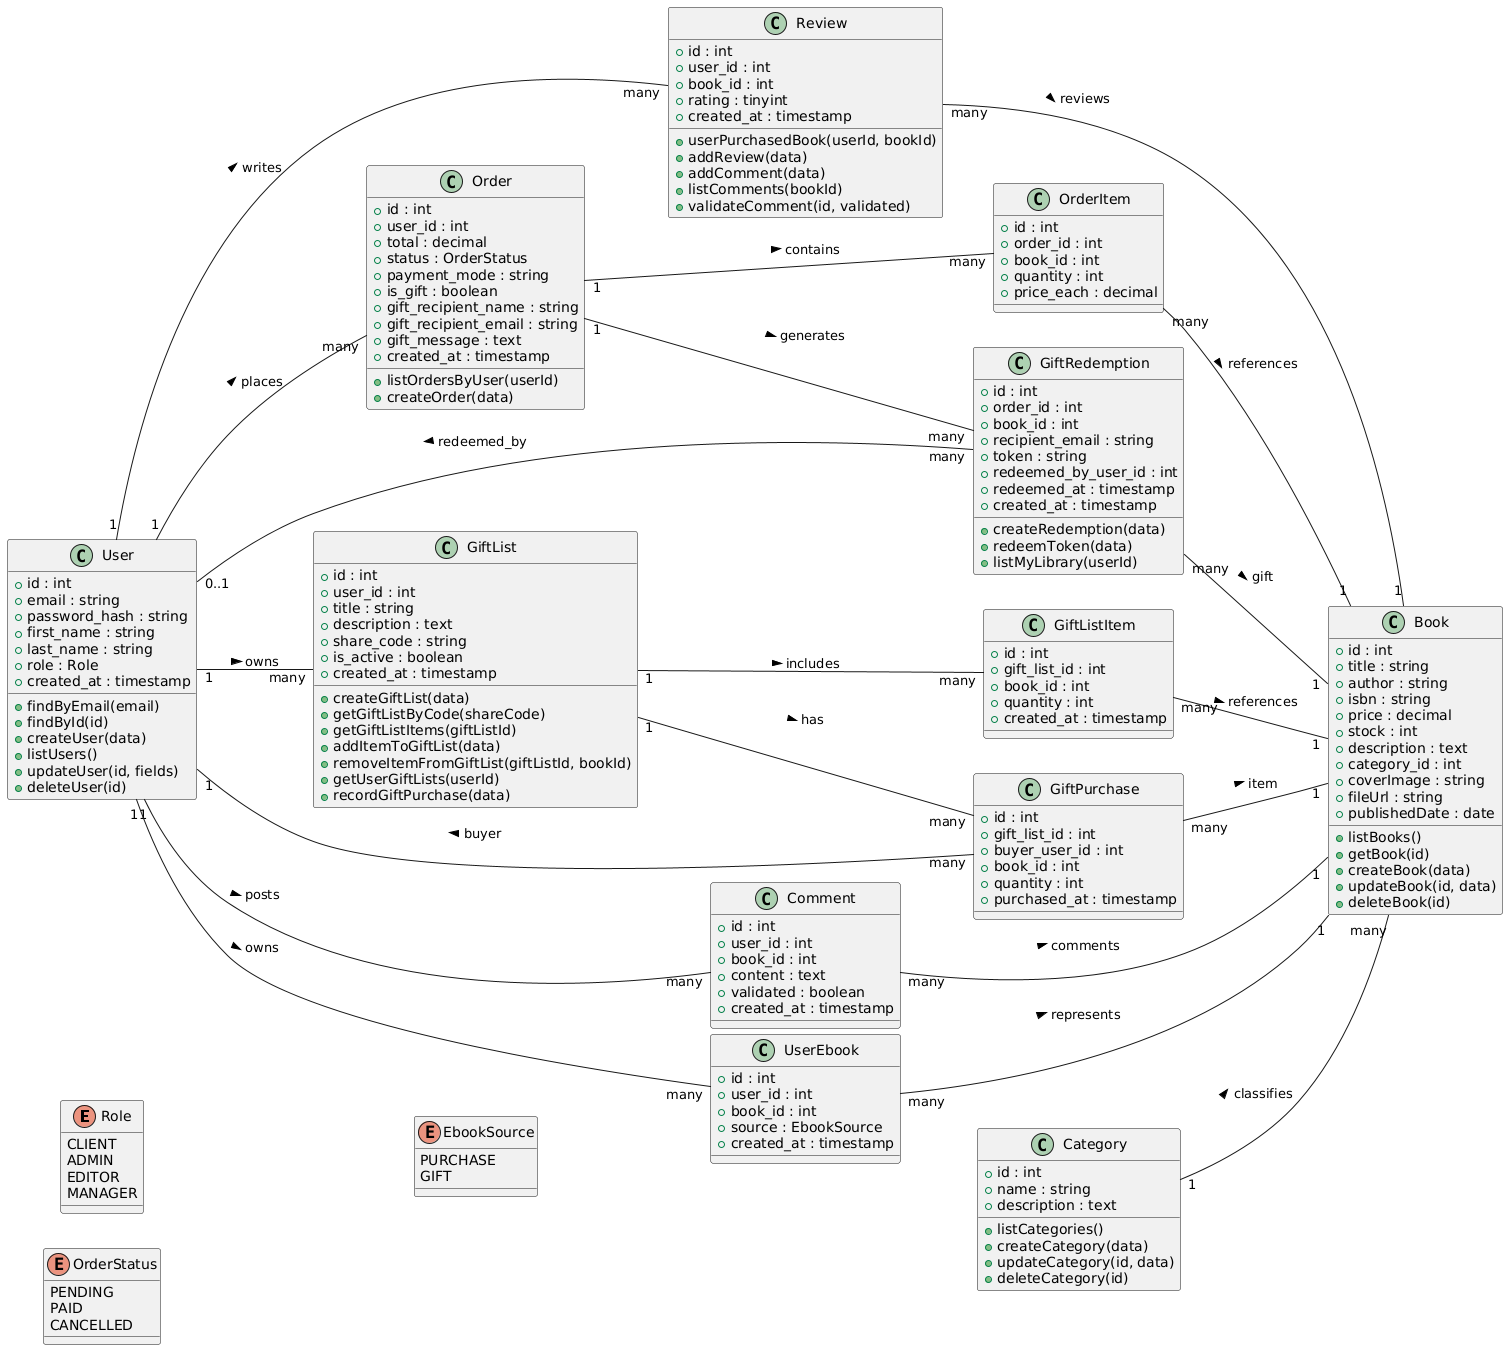 C Review
id : int
user_id : int
book_id : int
rating : tinyint
created_at : timestamp
userPurchasedBook(userId, bookId)
addReview(data)
addComment(data)
listComments(bookId)
validateComment(id, validated)
many
many
reviews
writes
C Order
id : int
user_id : int
total : decimal
status : OrderStatus
payment_mode : string
is_gift : boolean
gift_recipient_name : string
gift_recipient_email : string
gift_message : text
created_at : timestamp
listOrdersByUser(userId)
createOrder(data)
many
places
1
contains
many
1
generates
C OrderItem
id : int
order_id : int
book_id : int
quantity : int
price_each : decimal
many
references
C GiftRedemption
id : int
order_id : int
book_id : int
recipient_email : string
token : string
redeemed_by_user_id : int
redeemed_at : timestamp
created_at : timestamp
createRedemption(data)
redeemToken(data)
listMyLibrary(userId)
many
many
redeemed_by
many
gift
1
1
C User
id : int
email : string
password_hash : string
first_name : string
last_name : string
role : Role
created_at : timestamp
findByEmail(email)
findById(id)
createUser(data)
listUsers()
updateUser(id, fields)
deleteUser(id)
0..1
owns
1
many
1
11
C GiftList
id : int
user_id : int
title : string
description : text
share_code : string
is_active : boolean
created_at : timestamp
createGiftList(data)
getGiftListByCode(shareCode)
getGiftListItems(giftListId)
addItemToGiftList(data)
removeItemFromGiftList(giftListId, bookId)
getUserGiftLists(userId)
recordGiftPurchase(data)
1
includes
many
1
has
many
buyer
many
C GiftListItem
id : int
gift_list_id : int
book_id : int
quantity : int
created_at : timestamp
many
references
C GiftPurchase
id : int
gift_list_id : int
buyer_user_id : int
book_id : int
quantity : int
purchased_at : timestamp
many
item
1
1
1
1
1
C Book
id : int
title : string
author : string
isbn : string
price : decimal
stock : int
description : text
category_id : int
coverImage : string
fileUrl : string
publishedDate : date
listBooks()
getBook(id)
createBook(data)
updateBook(id, data)
deleteBook(id)
1
1
many
posts
owns
C Comment
id : int
user_id : int
book_id : int
content : text
validated : boolean
created_at : timestamp
many
many
comments
C UserEbook
id : int
user_id : int
book_id : int
source : EbookSource
created_at : timestamp
many
many
represents
classifies
C Category
id : int
name : string
description : text
listCategories()
createCategory(data)
updateCategory(id, data)
deleteCategory(id)
1
E Role
CLIENT
ADMIN
EDITOR
MANAGER
E EbookSource
PURCHASE
GIFT
E OrderStatus
PENDING
PAID
CANCELLED